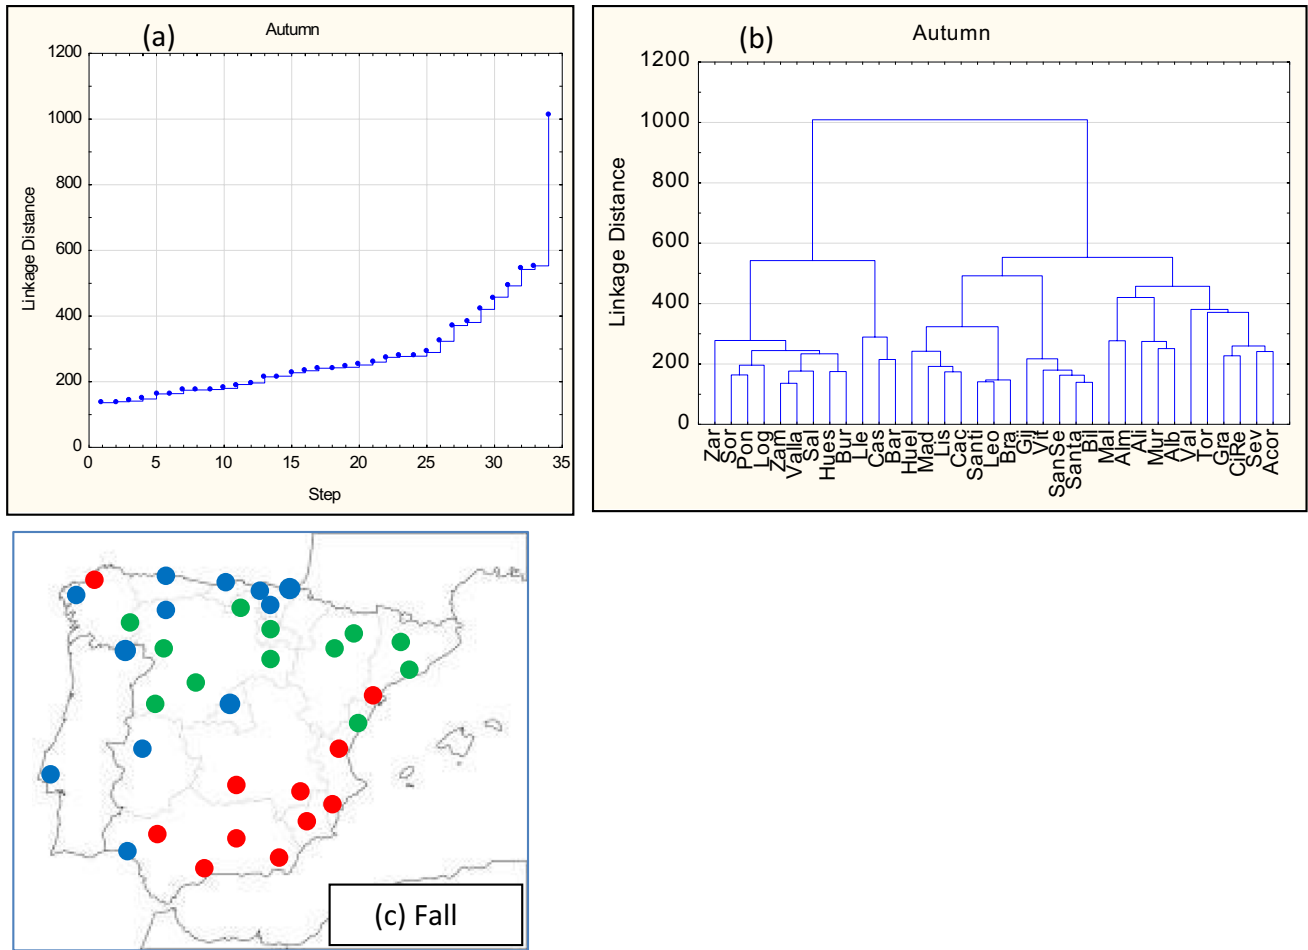 (a)
Autumn
1200
1000
800
600
400
200
0
Linkage Distance
0 5 10 15 20 25 30 35
Step
(b)
Autumn
1200
1000
800
600
400
200
0
Linkage Distance
Zar Sor Pon Log Zam Valla Sal Hues Bur Lle Cas Bar Huel Mad Lis Cac Santi Leo Bra Gij Vit SanSe Santa Bil Mal Alm Ali Mur Alb Val Tor Gra CiRe Sev Acor
(c) Fall